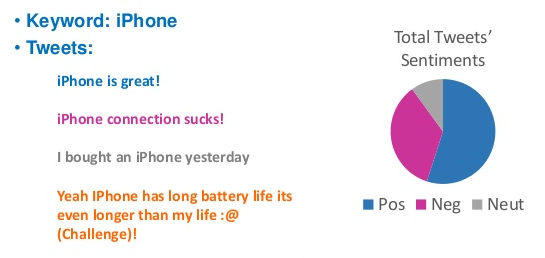 • Keyword: iPhone
• Tweets:
iPhone is great!
iPhone connection sucks!
I bought an iPhone yesterday
Yeah IPhone has long battery life its
even longer than my life :@
(Challenge)!
Total Tweets’
Sentiments
Pos Neg Neut